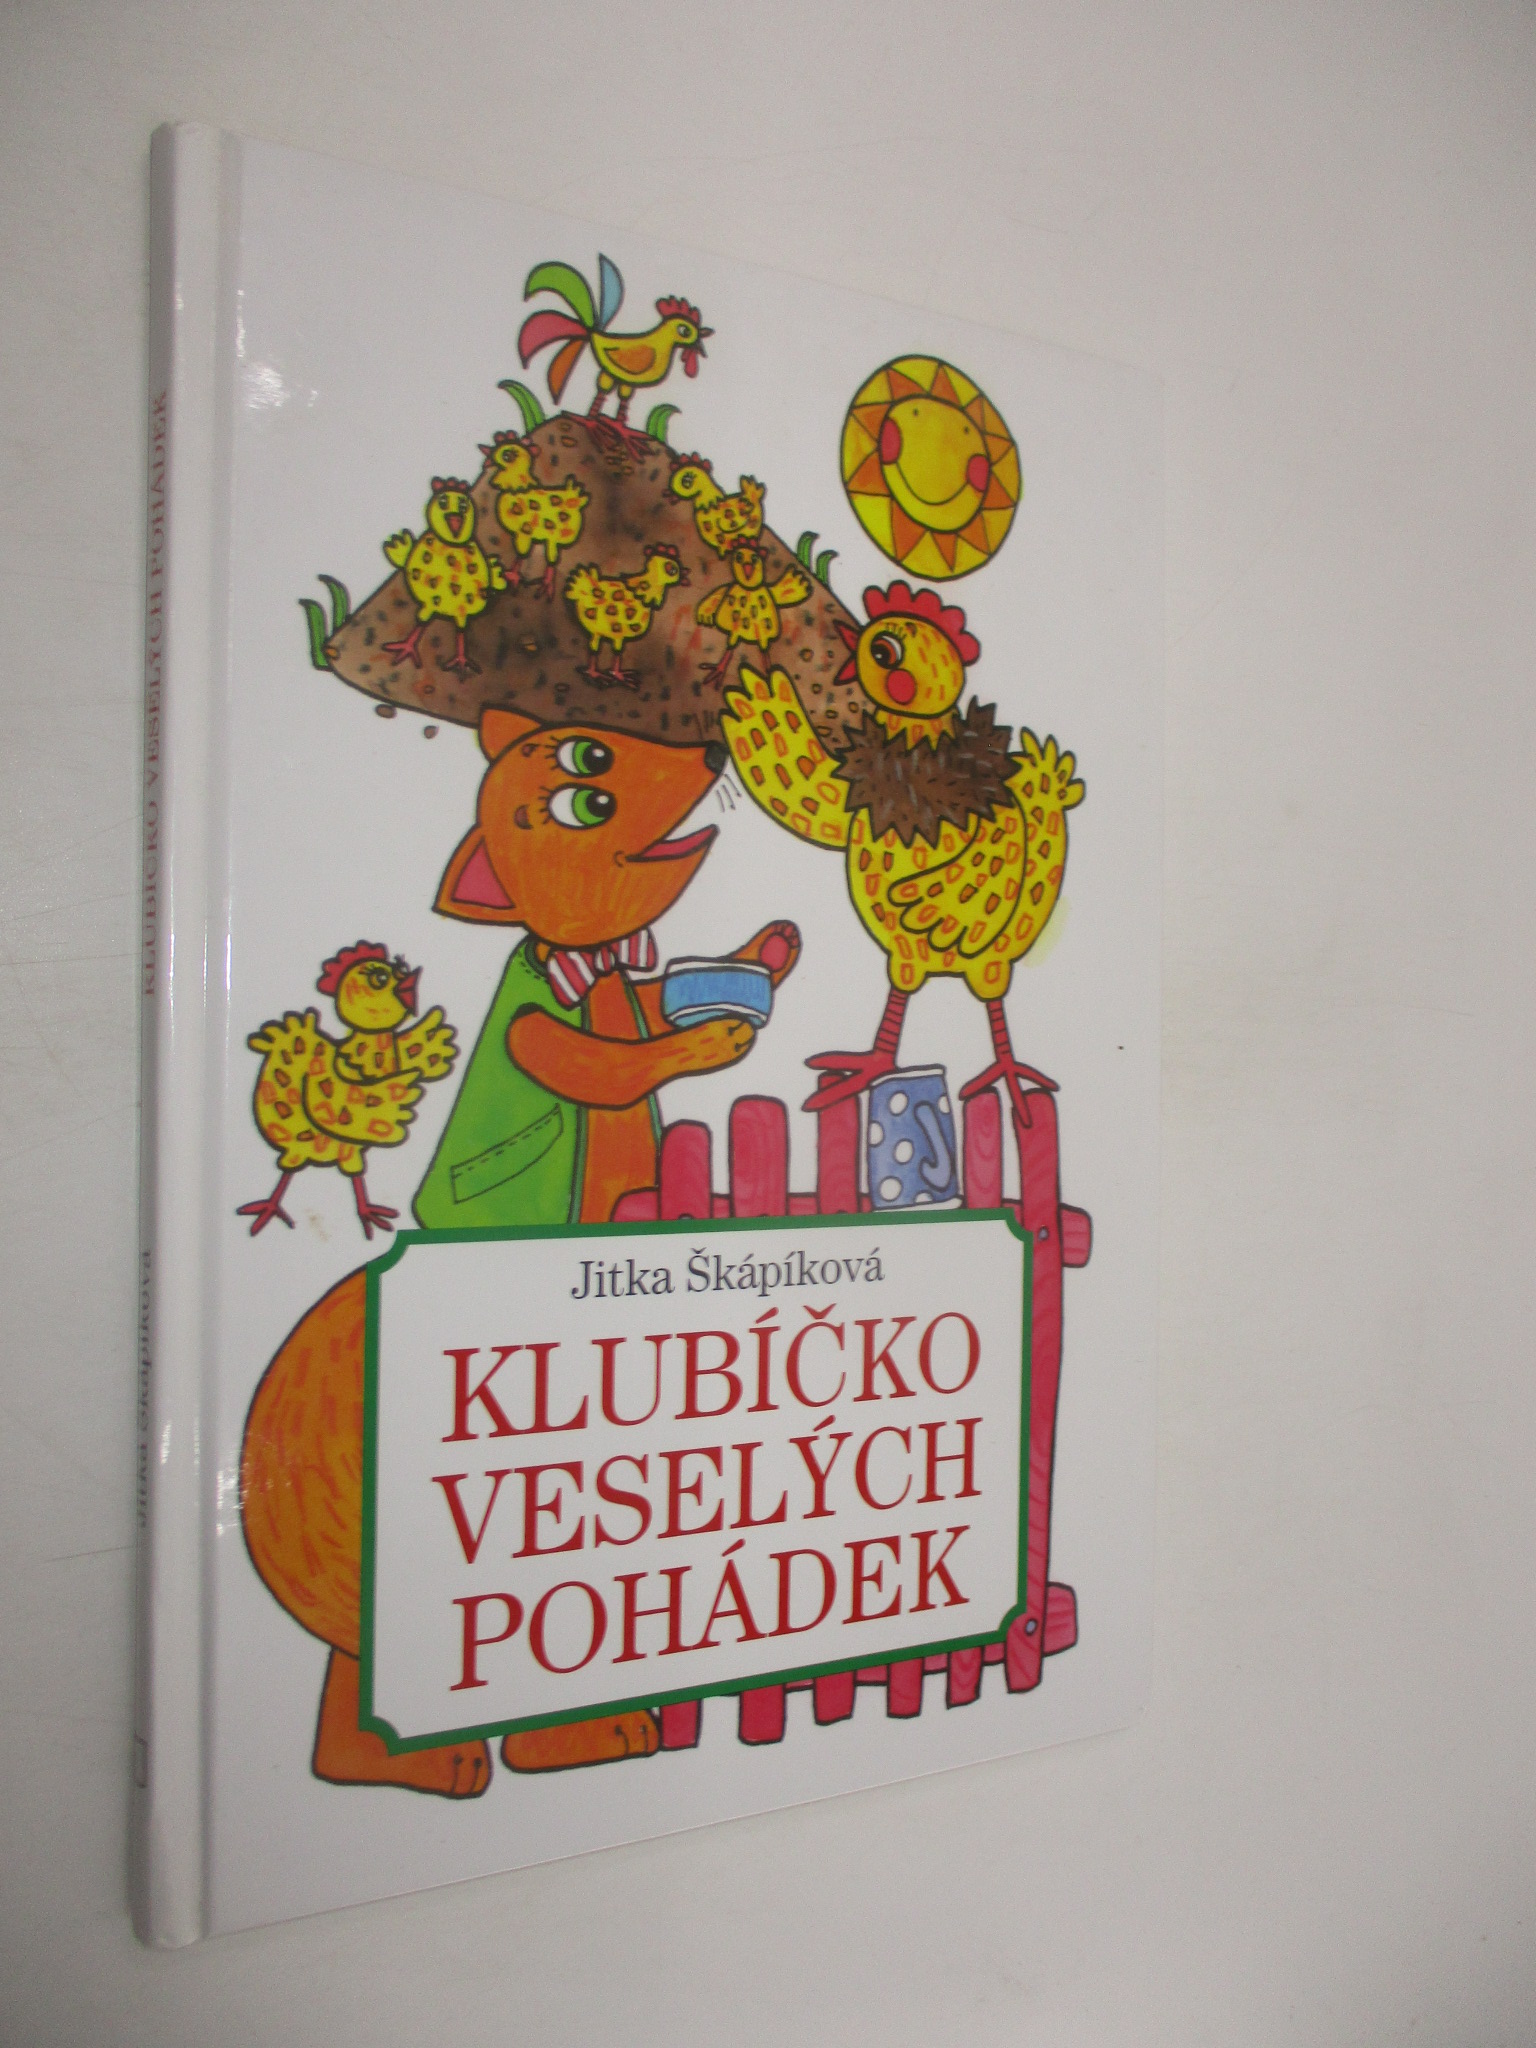 Jitka Škápíková
KLUBÍČKO
VESELÝCH
POHÁDEK
Jitka Škápíková
KLUBÍČKO VESELÝCH POHÁDEK